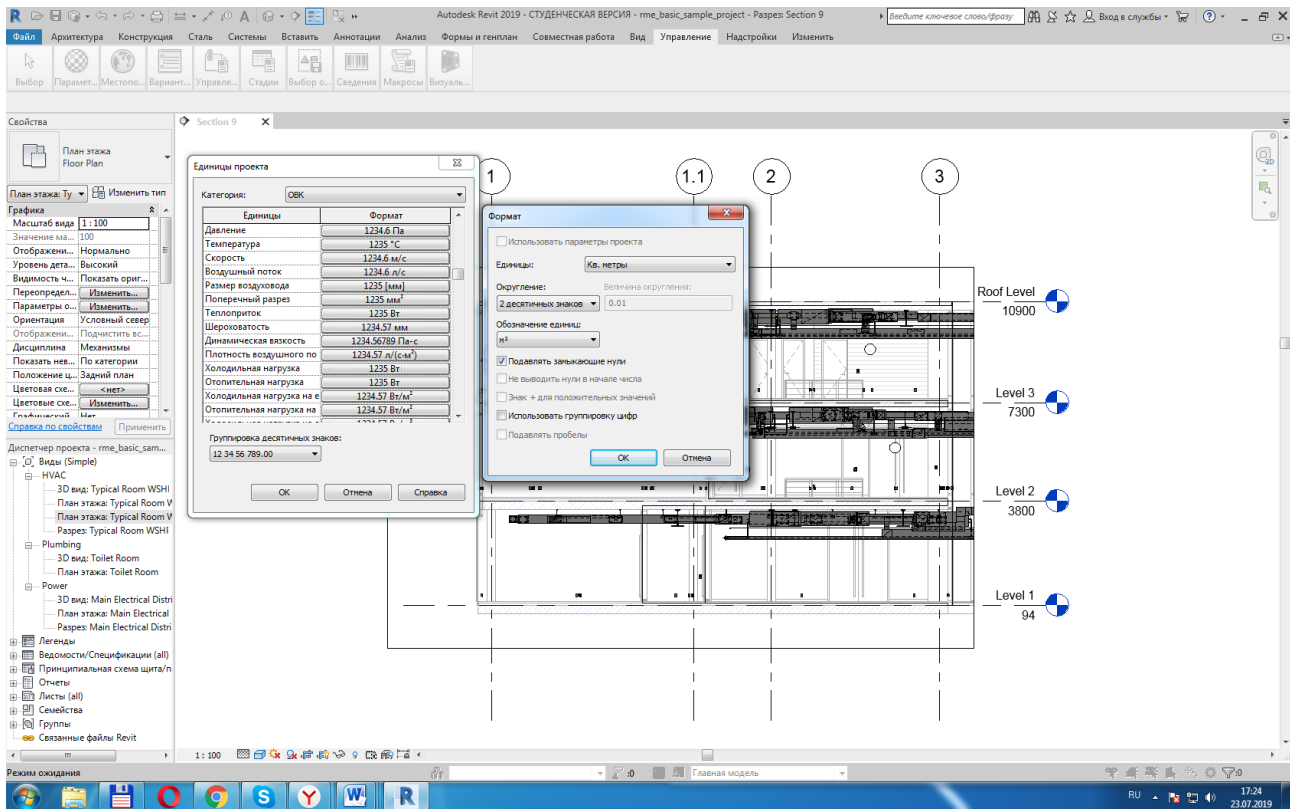 Autodesk Revit 2019 - СТУДЕНЧЕСКАЯ ВЕРСИЯ - rme_basic_sample_project - Разрез: Section 9
Введите ключевое слово/фразу
Вход в службы
Файл Архитектура Конструкция Сталь Системы Вставить Аннотации Анализ Формы и генплан Совместная работа Вид Управление Надстройки Изменить
Выбор Парамет... Местопо... Вариант... Управле... Стадии Выбор о... Сведения Макросы Визуаль...
Свойства
Section 9 X
План этажа
Floor Plan
План этажа: Ту Изменить тип
Графика
Масштаб вида 1 : 100
Значение ма... 100
Отображени... Нормально
Уровень дета... Высокий
Видимость ч... Показать ориг...
Переопредел... Изменить...
Параметры о... Изменить...
Ориентация Условный север
Отображени... Подчистить вс...
Дисциплина Механизмы
Показать нев... По категории
Положение ц... Задний план
Цветовая схе... <нет>
Цветовые схе... Изменить...
Графический Нет
Справка по свойствам Применить
Диспетчер проекта - rme_basic_sam...
Виды (Simple)
HVAC
3D вид: Typical Room WSHI
План этажа: Typical Room W
План этажа: Typical Room W
Разрез: Typical Room WSHI
Plumbing
3D вид: Toilet Room
План этажа: Toilet Room
Power
3D вид: Main Electrical Distri
План этажа: Main Electrical
Разрез: Main Electrical Distri
Легенды
Ведомости/Спецификации (all)
Принципиальная схема щита/п
Отчеты
Листы (all)
Семейства
Группы
Связанные файлы Revit
Единицы проекта
Категория: ОВК
Единицы Формат
Давление 1234.6 Па
Температура 1235 °C
Скорость 1234.6 м/с
Воздушный поток 1234.6 л/с
Размер воздуховода 1235 [мм]
Поперечный разрез 1235 мм²
Теплоприток 1235 Вт
Шероховатость 1234.57 мм
Динамическая вязкость 1234.56789 Па-с
Плотность воздушного по 1234.57 л/(с·м²)
Холодильная нагрузка 1235 Вт
Отопительная нагрузка 1235 Вт
Холодильная нагрузка на е 1234.57 Вт/м²
Отопительная нагрузка на 1234.57 Вт/м²
Группировка десятичных знаков:
12 34 56 789.00
ОК Отмена Справка
Формат
Использовать параметры проекта
Единицы: Кв. метры
Округление: Величина округления:
2 десятичных знаков 0.01
Обозначение единиц:
м²
Подавлять замыкающие нули
Не выводить нули в начале числа
Знак + для положительных значений
Использовать группировку цифр
Подавлять пробелы
ОК Отмена
1 1.1 2 3
Roof Level
10900
Level 3
7300
Level 2
3800
Level 1
94
2D
1 : 100
Режим ожидания
:0
Главная модель
:0
RU
17:24
23.07.2019